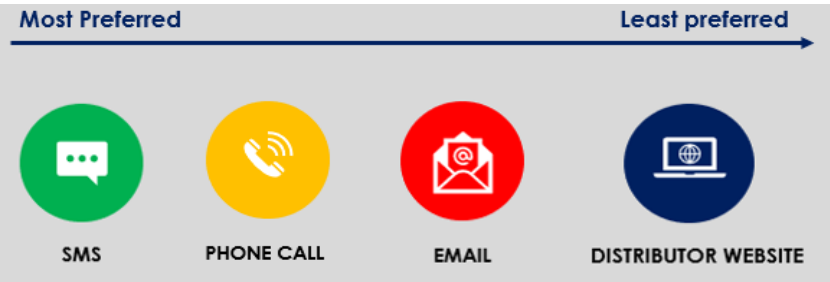 Most Preferred
Least preferred
SMS
PHONE CALL
EMAIL
DISTRIBUTOR WEBSITE